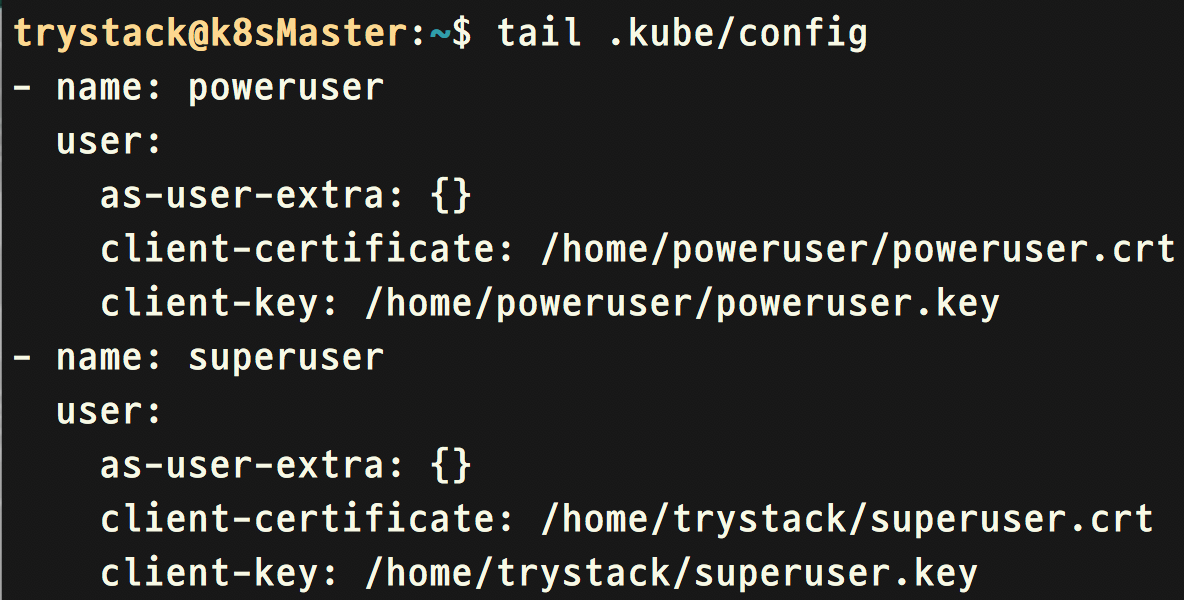 trystack@k8sMaster:~$ tail .kube/config
- name: poweruser
  user:
    as-user-extra: {}
    client-certificate: /home/poweruser/poweruser.crt
    client-key: /home/poweruser/poweruser.key
- name: superuser
  user:
    as-user-extra: {}
    client-certificate: /home/trystack/superuser.crt
    client-key: /home/trystack/superuser.key